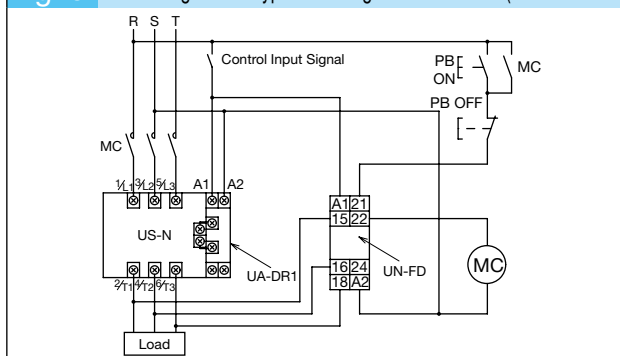 R S T
Control Input Signal
PB
ON
MC
PB OFF
MC
1/L1 3/L2 5/L3 A1 A2
A1 21
15 22
US-N
UA-DR1
UN-FD
MC
16 24
18 A2
2/T1 4/T2 6/T3
Load